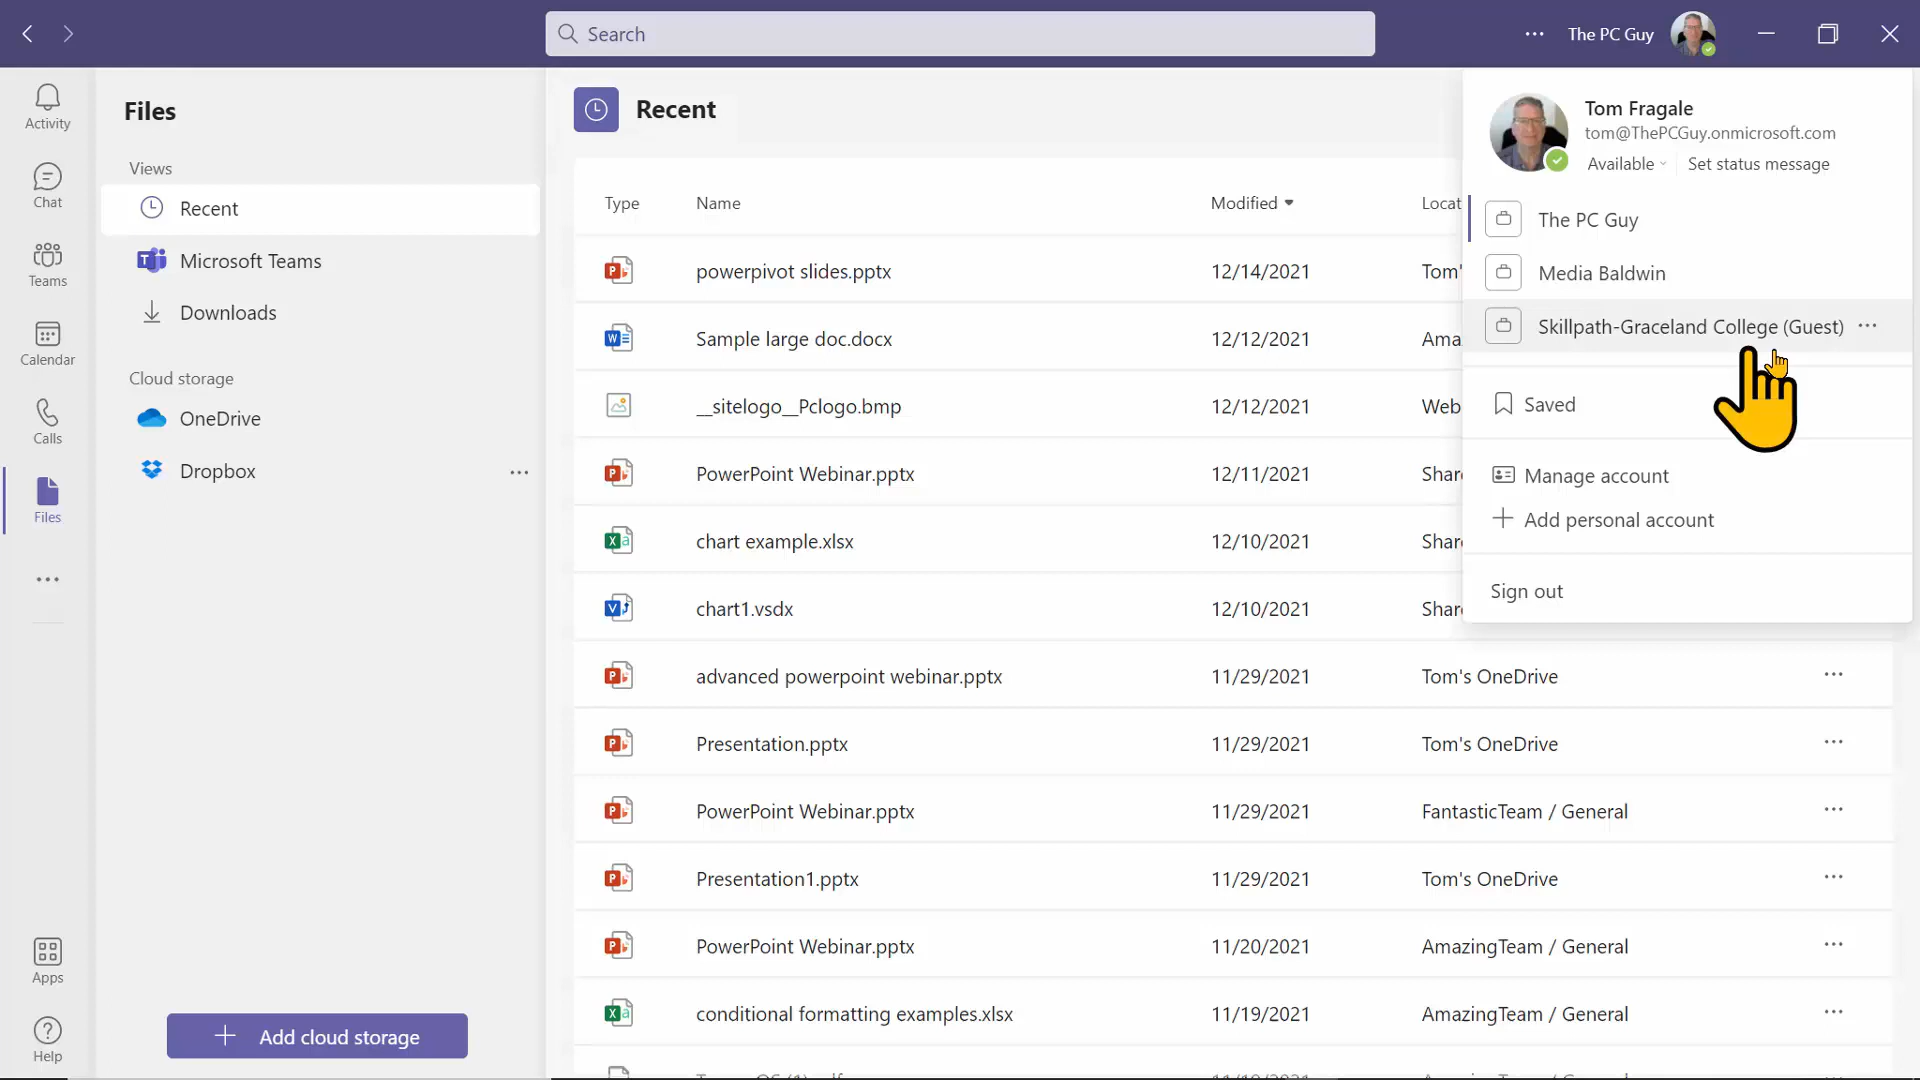 Search
The PC Guy
Activity
Chat
Teams
Calendar
Calls
Files
Apps
Help
Files
Views
Recent
Microsoft Teams
Downloads
Cloud storage
OneDrive
Dropbox
Add cloud storage
Recent
Type Name Modified Locat
powerpivot slides.pptx 12/14/2021 Tom'
Sample large doc.docx 12/12/2021 Ama
__sitelogo__Pclogo.bmp 12/12/2021 Web
PowerPoint Webinar.pptx 12/11/2021 Shar
chart example.xlsx 12/10/2021 Shar
chart1.vsdx 12/10/2021 Shar
advanced powerpoint webinar.pptx 11/29/2021 Tom's OneDrive
Presentation.pptx 11/29/2021 Tom's OneDrive
PowerPoint Webinar.pptx 11/29/2021 FantasticTeam / General
Presentation1.pptx 11/29/2021 Tom's OneDrive
PowerPoint Webinar.pptx 11/20/2021 AmazingTeam / General
conditional formatting examples.xlsx 11/19/2021 AmazingTeam / General
Tom Fragale
tom@ThePCGuy.onmicrosoft.com
Available Set status message
The PC Guy
Media Baldwin
Skillpath-Graceland College (Guest)
Saved
Manage account
Add personal account
Sign out